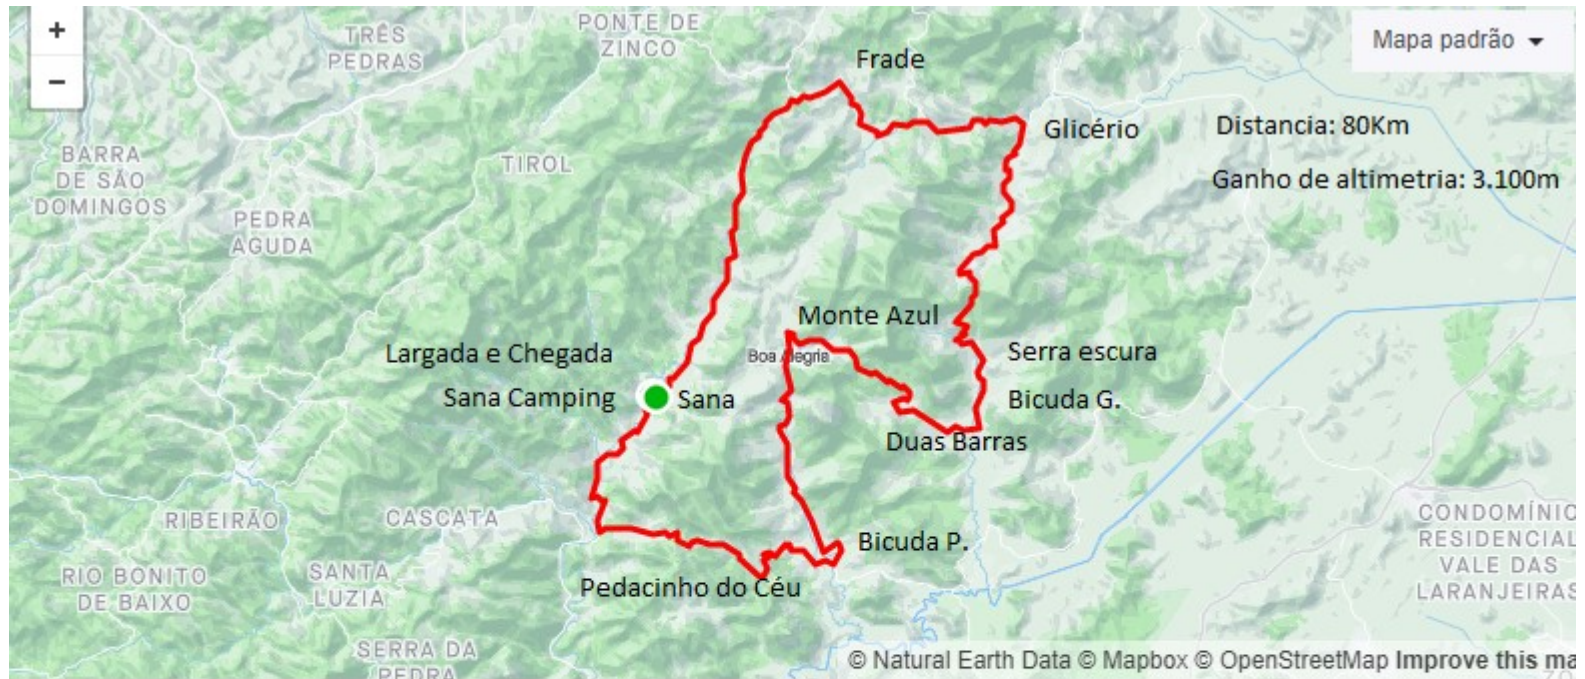 +
−
TRÊS
PEDRAS
PONTE DE
ZINCO
Mapa padrão
Frade
Glicério
Distancia: 80Km
Ganho de altimetria: 3.100m
BARRA
DE SÃO
DOMINGOS
TIROL
PEDRA
AGUDA
Monte Azul
Boa Alegria
Largada e Chegada
Sana Camping
Sana
Serra escura
Bicuda G.
Duas Barras
RIBEIRÃO
CASCATA
Bicuda P.
CONDOMÍNIO
RESIDENCIAL
VALE DAS
LARANJEIRAS
RIO BONITO
DE BAIXO
SANTA
LUZIA
Pedacinho do Céu
SERRA DA
PEDRA
© Natural Earth Data © Mapbox © OpenStreetMap Improve this ma